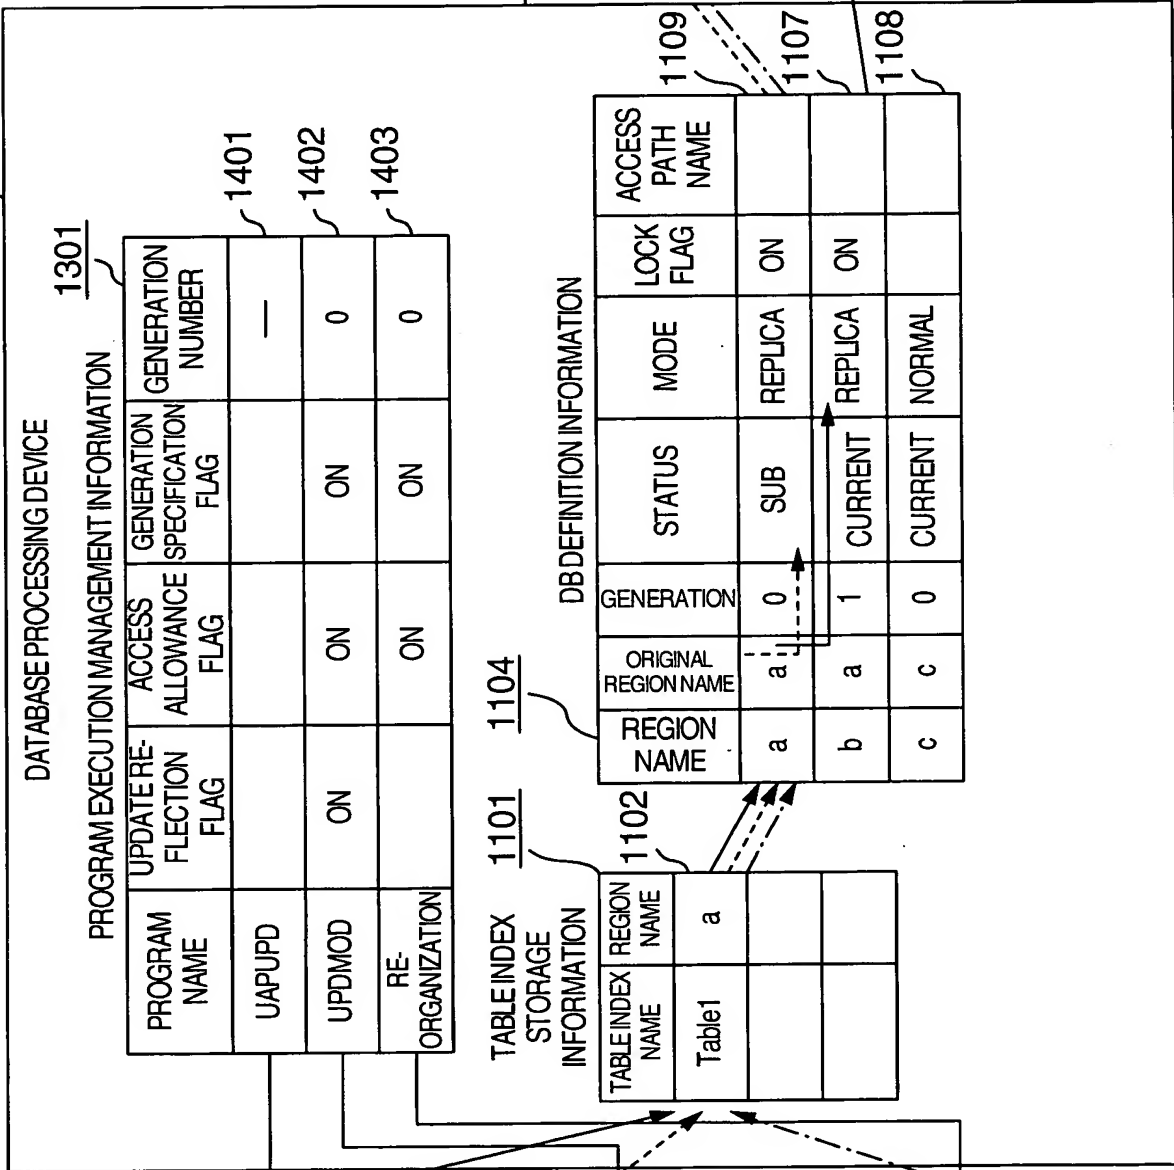 DATABASE PROCESSING DEVICE
PROGRAM EXECUTION MANAGEMENT INFORMATION
1301
PROGRAM NAME
UPDATE RE-
FLECTION
FLAG
ACCESS
ALLOWANCE
FLAG
GENERATION
SPECIFICATION
FLAG
GENERATION
NUMBER
UAPUPD
—
1401
UPDMOD
ON
ON
ON
0
1402
RE-
ORGANIZATION
ON
ON
0
1403
TABLE INDEX
STORAGE
INFORMATION
1101
TABLE INDEX
NAME
REGION
NAME
Table1
a
1102
DB DEFINITION INFORMATION
1104
REGION
NAME
ORIGINAL
REGION NAME
GENERATION
STATUS
MODE
LOCK
FLAG
ACCESS
PATH
NAME
a
a
0
SUB
REPLICA
ON
1109
b
a
1
CURRENT
REPLICA
ON
1107
c
c
0
CURRENT
NORMAL
1108